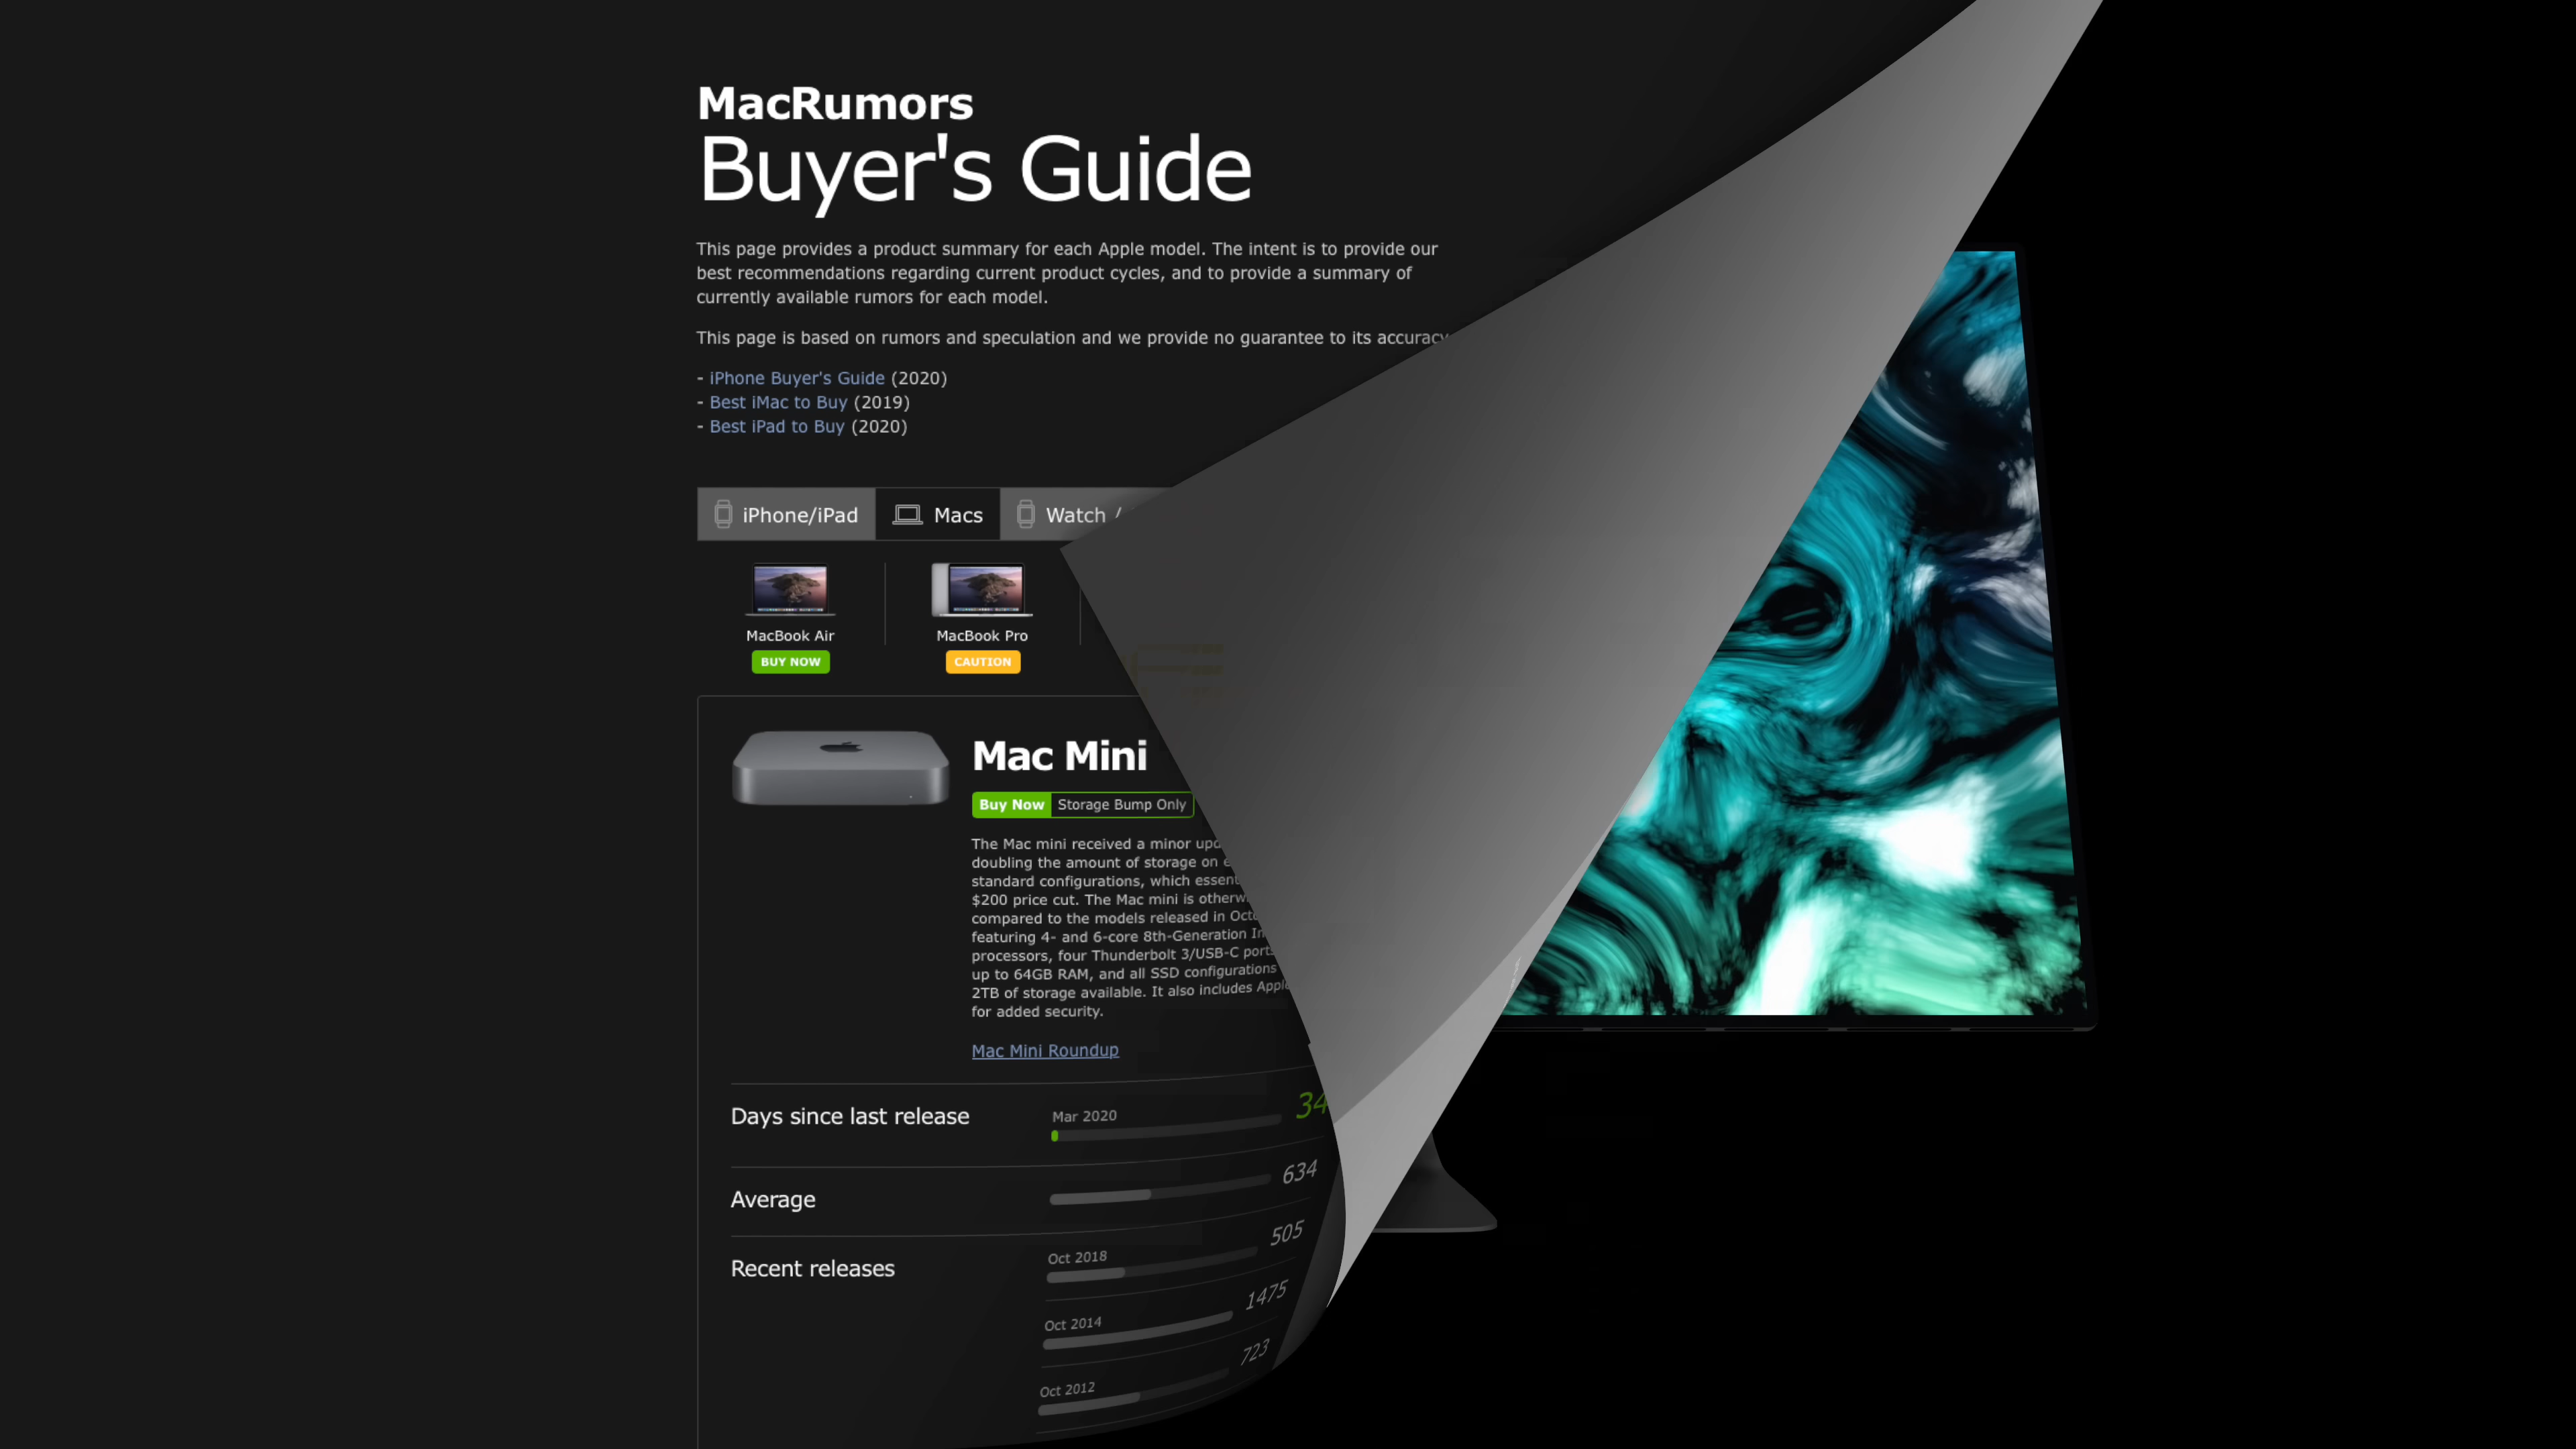 MacRumors
Buyer's Guide
This page provides a product summary for each Apple model. The intent is to provide our
best recommendations regarding current product cycles, and to provide a summary of
currently available rumors for each model.
This page is based on rumors and speculation and we provide no guarantee to its accuracy
- iPhone Buyer's Guide (2020)
- Best iMac to Buy (2019)
- Best iPad to Buy (2020)
iPhone/iPad Macs Watch /
MacBook Air MacBook Pro
BUY NOW CAUTION
Mac Mini
Buy Now Storage Bump Only
The Mac mini received a minor
doubling the amount of storage on
standard configurations, which
$200 price cut. The Mac mini is
compared to the models released in
featuring 4- and 6-core 8th-Generation
processors, four Thunderbolt 3/USB-C
up to 64GB RAM, and all SSD configurations
2TB of storage available. It also includes
for added security.
Mac Mini Roundup
Days since last release Mar 2020 34
Average 634
Recent releases Oct 2018 505
Oct 2014 1475
Oct 2012 723